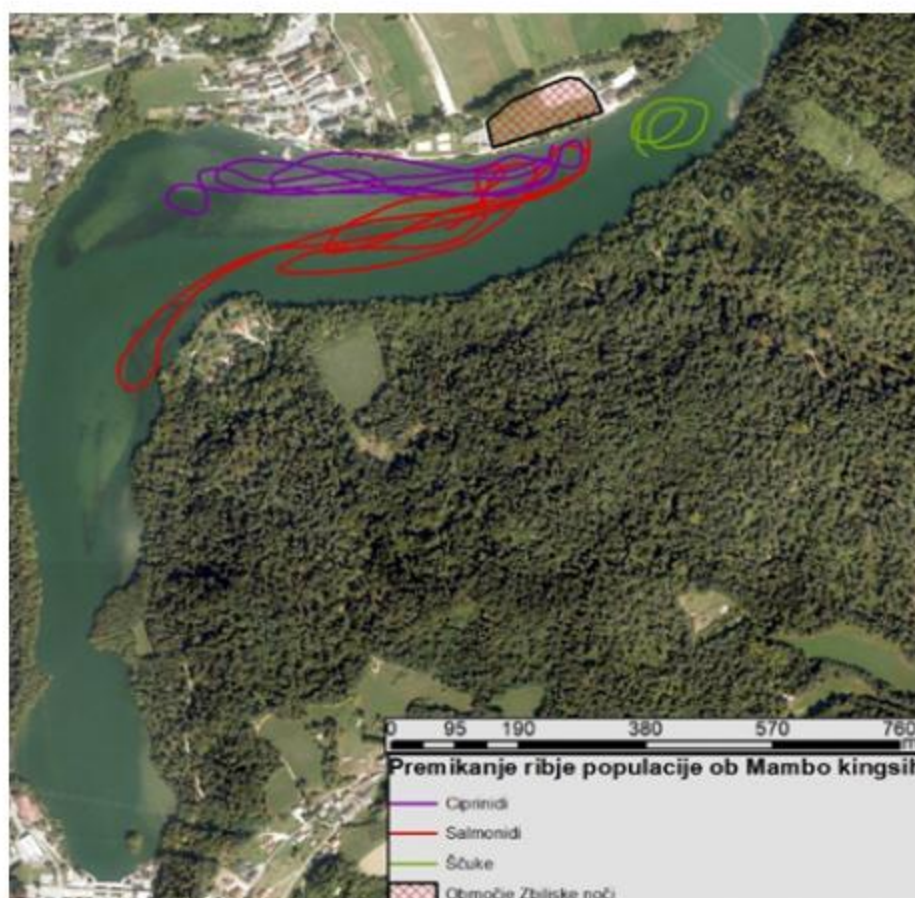 0 95 190 380 570 760
m
Premikanje ribje populacije ob Mambo kingsih
Ciprinidi
Salmonidi
Ščuke
Območje Zbiljske noči